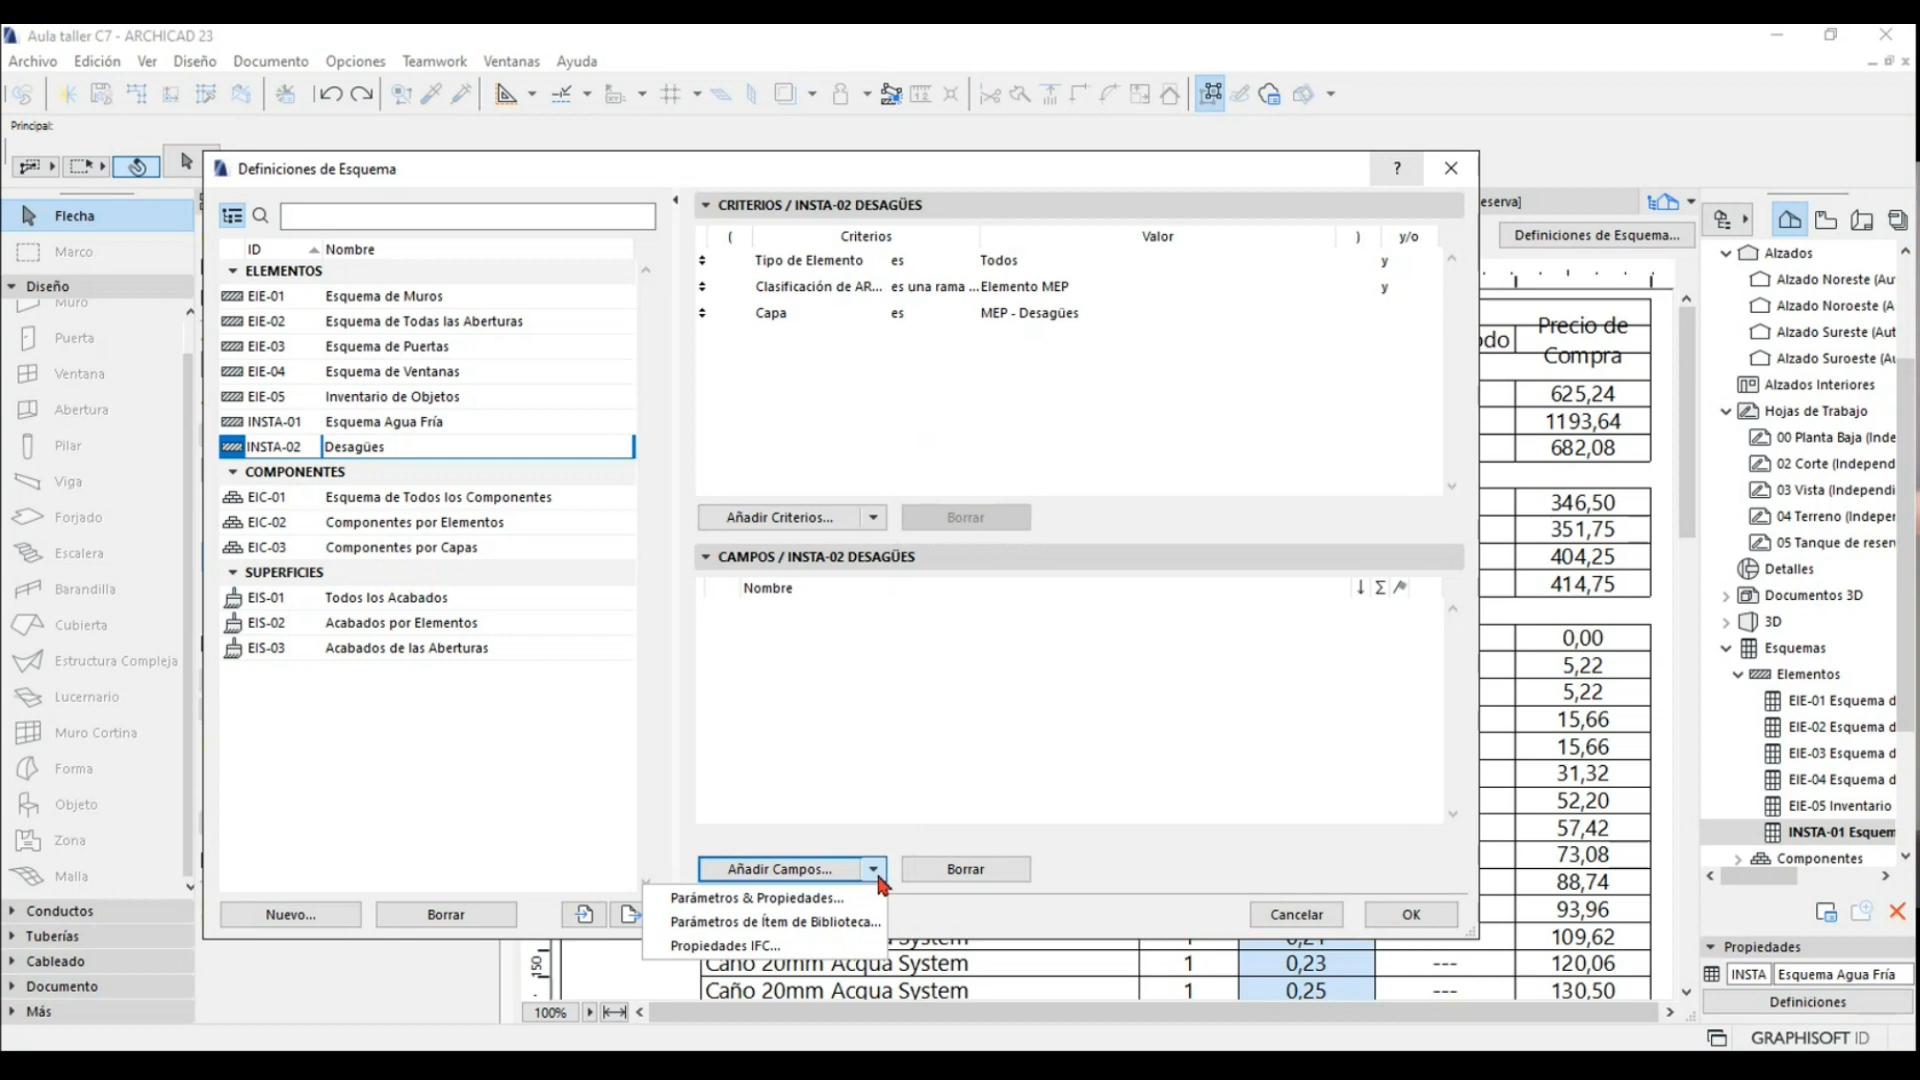 Aula taller C7 - ARCHICAD 23
Archivo Edición Ver Diseño Documento Opciones Teamwork Ventanas Ayuda
Principal:
Definiciones de Esquema
?
Flecha
Marco
Diseño
Muro
Puerta
Ventana
Abertura
Pilar
Viga
Forjado
Escalera
Barandilla
Cubierta
Estructura Compleja
Lucernario
Muro Cortina
Forma
Objeto
Zona
Malla
Conductos
Tuberías
Cableado
Documento
Más
ID Nombre
ELEMENTOS
EIE-01 Esquema de Muros
EIE-02 Esquema de Todas las Aberturas
EIE-03 Esquema de Puertas
EIE-04 Esquema de Ventanas
EIE-05 Inventario de Objetos
INSTA-01 Esquema Agua Fría
INSTA-02 Desagües
COMPONENTES
EIC-01 Esquema de Todos los Componentes
EIC-02 Componentes por Elementos
EIC-03 Componentes por Capas
SUPERFICIES
EIS-01 Todos los Acabados
EIS-02 Acabados por Elementos
EIS-03 Acabados de las Aberturas
Nuevo... Borrar
CRITERIOS / INSTA-02 DESAGÜES
( Criterios Valor ) y/o
Tipo de Elemento es Todos y
Clasificación de AR... es una rama ... Elemento MEP y
Capa es MEP - Desagües
Añadir Criterios... Borrar
CAMPOS / INSTA-02 DESAGÜES
Nombre ↓ Σ
Añadir Campos... Borrar
Parámetros & Propiedades...
Parámetros de Ítem de Biblioteca...
Propiedades IFC...
Cancelar OK
eserva]
Definiciones de Esquema...
Precio de
Compra
625,24
1193,64
682,08
346,50
351,75
404,25
414,75
0,00
5,22
5,22
15,66
15,66
31,32
52,20
57,42
73,08
88,74
93,96
109,62
Caño 20mm Acqua System 1 0,23 --- 120,06
Caño 20mm Acqua System 1 0,25 --- 130,50
150
100%
Alzados
Alzado Noreste (Au
Alzado Noroeste (A
Alzado Sureste (Aut
Alzado Suroeste (Au
Alzados Interiores
Hojas de Trabajo
00 Planta Baja (Inde
02 Corte (Independ
03 Vista (Independi
04 Terreno (Indeper
05 Tanque de reserv
Detalles
Documentos 3D
3D
Esquemas
Elementos
EIE-01 Esquema d
EIE-02 Esquema d
EIE-03 Esquema d
EIE-04 Esquema d
EIE-05 Inventario
INSTA-01 Esquem
Componentes
Propiedades
INSTA Esquema Agua Fría
Definiciones
GRAPHISOFT ID